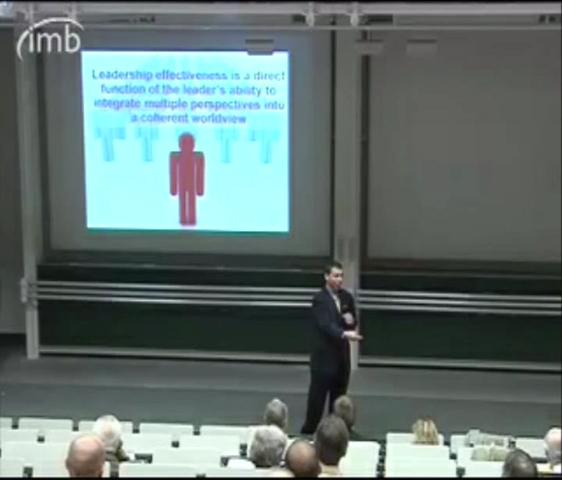 imb
Leadership effectiveness is a direct
function of the leader's ability to
integrate multiple perspectives into
a coherent worldview